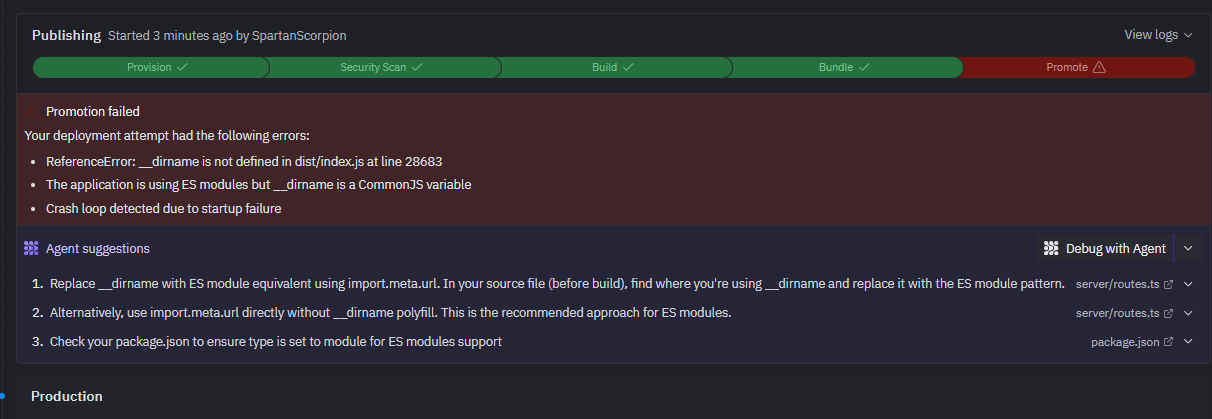 Publishing Started 3 minutes ago by SpartanScorpion View logs
Provision Security Scan Build Bundle Promote
Promotion failed
Your deployment attempt had the following errors:
• ReferenceError: __dirname is not defined in dist/index.js at line 28683
• The application is using ES modules but __dirname is a CommonJS variable
• Crash loop detected due to startup failure
Agent suggestions Debug with Agent
1. Replace __dirname with ES module equivalent using import.meta.url. In your source file (before build), find where you're using __dirname and replace it with the ES module pattern. server/routes.ts
2. Alternatively, use import.meta.url directly without __dirname polyfill. This is the recommended approach for ES modules. server/routes.ts
3. Check your package.json to ensure type is set to module for ES modules support package.json
Production